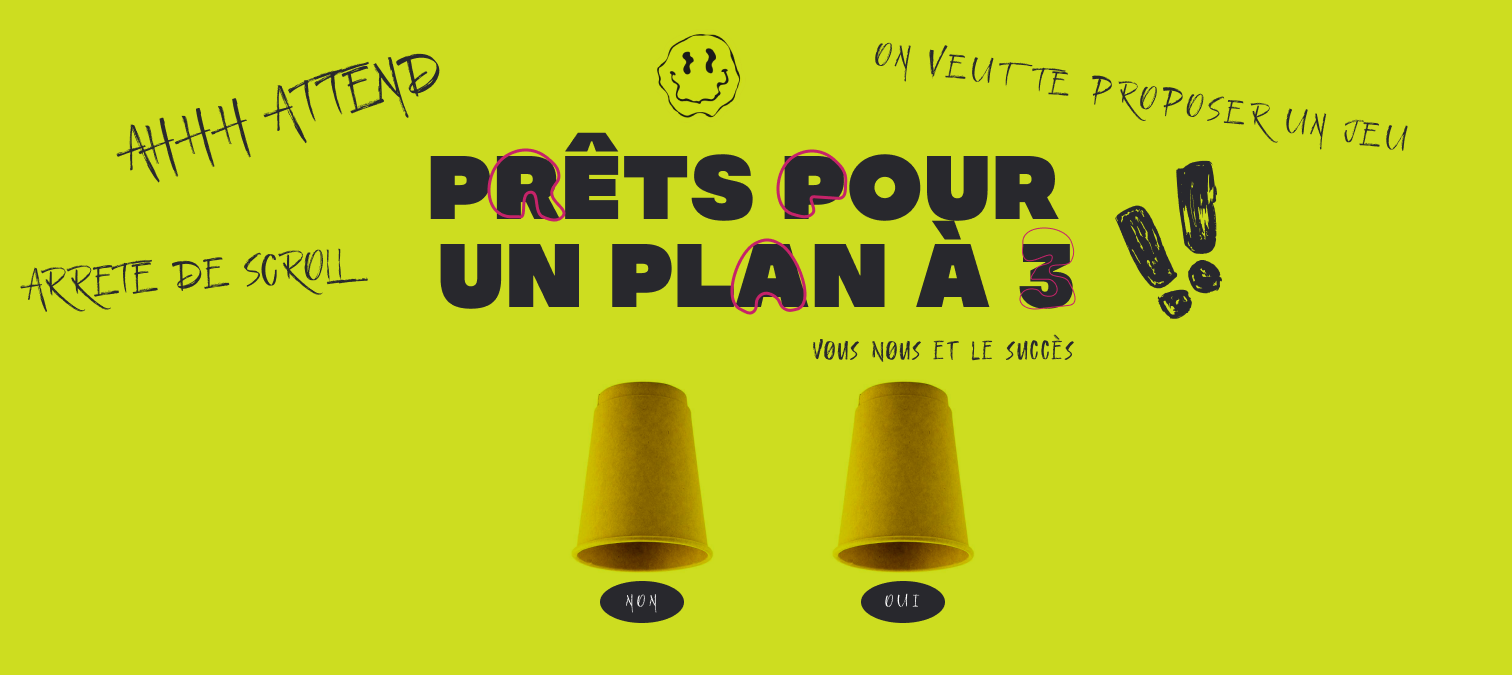 AHHH ATTEND
ON VEUT TE PROPOSER UN JEU
PRÊTS POUR
UN PLAN À 3
ARRETE DE SCROLL
VOUS NOUS ET LE SUCCÈS
NON
OUI